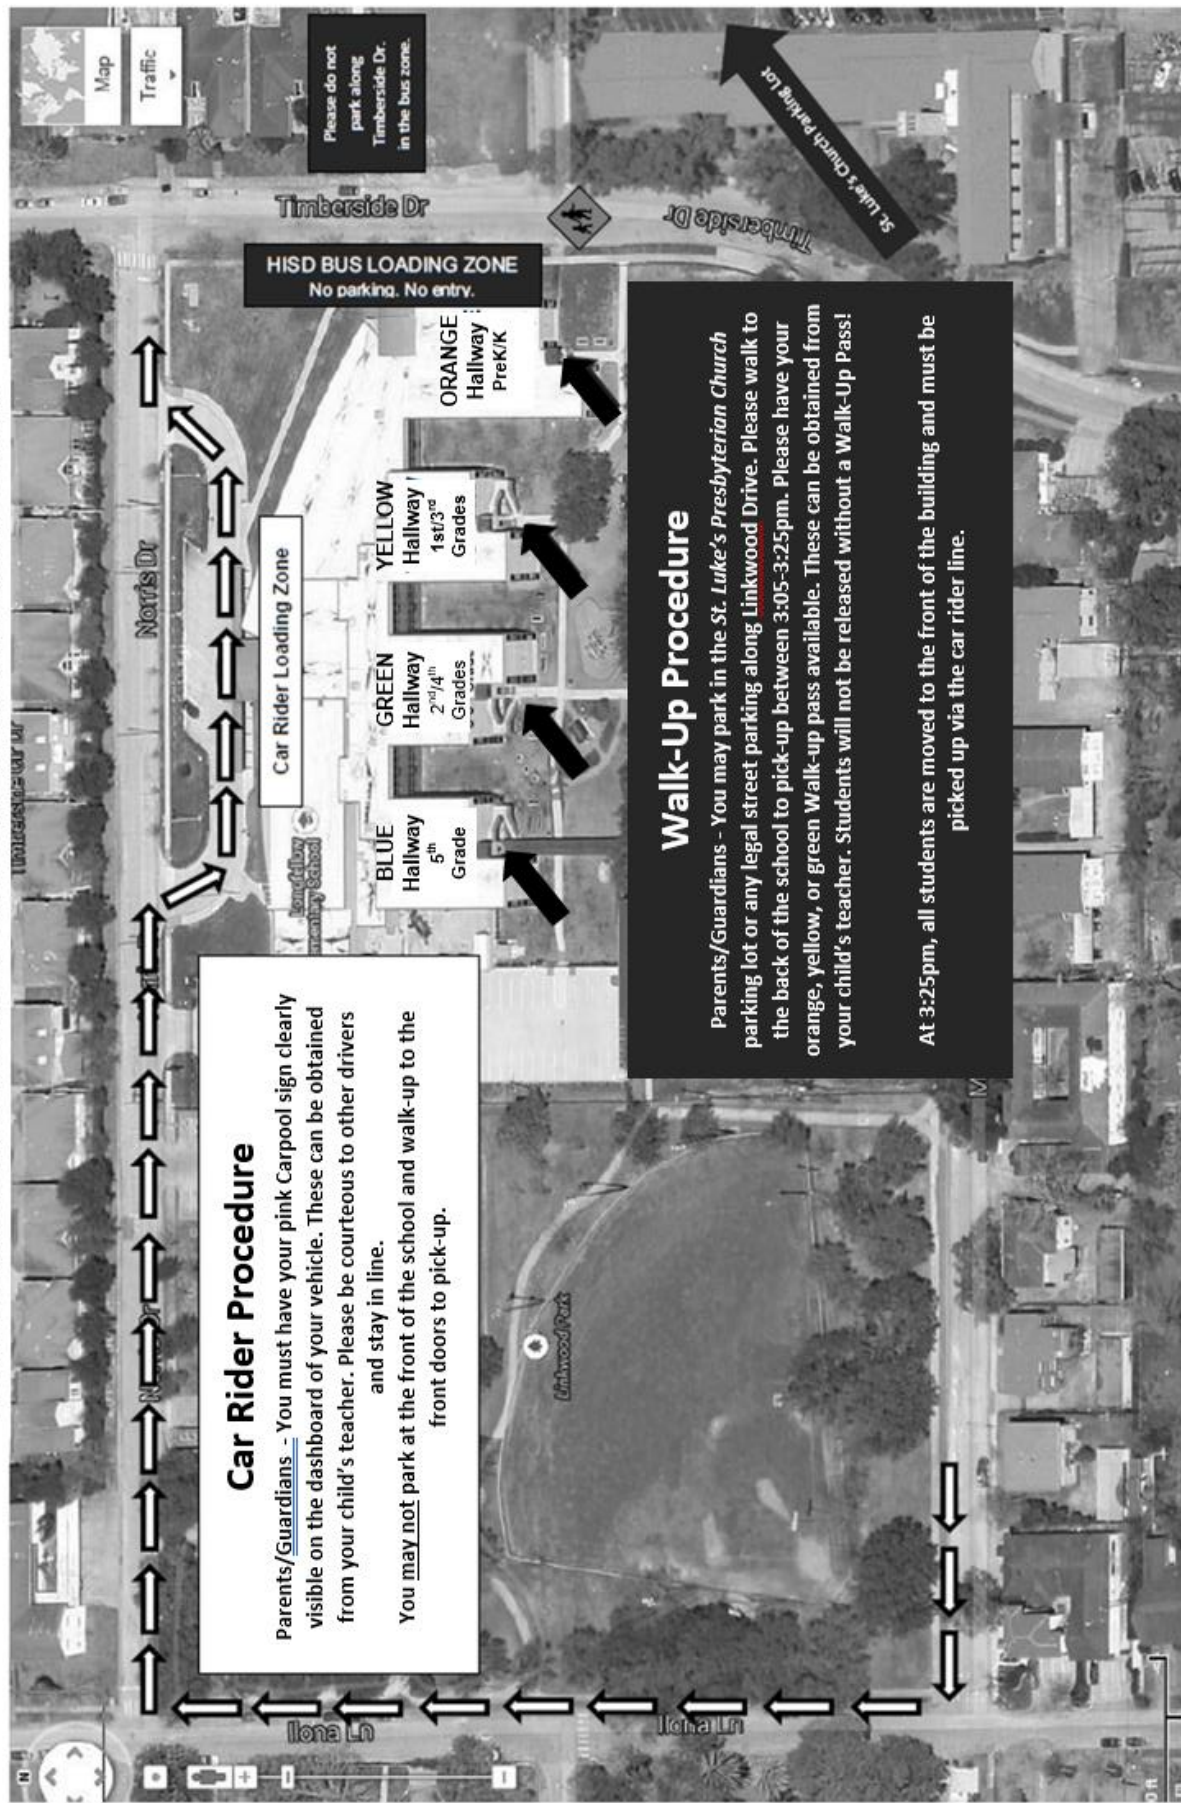 Map
Traffic
Please do not
park along
Timberside Dr.
in the bus zone.
Timberside Dr
Timberside Dr
Timberside Dr
St. Luke's Church Parking Lot
HISD BUS LOADING ZONE
No parking. No entry.
Norris Dr
Car Rider Loading Zone
ORANGE
Hallway
PreK/K
YELLOW
Hallway
1st/3rd
Grades
GREEN
Hallway
2nd/4th
Grades
BLUE
Hallway
5th
Grade
Longfellow
mentary School
Car Rider Procedure
Parents/Guardians - You must have your pink Carpool sign clearly
visible on the dashboard of your vehicle. These can be obtained
from your child's teacher. Please be courteous to other drivers
and stay in line.
You may not park at the front of the school and walk-up to the
front doors to pick-up.
Walk-Up Procedure
Parents/Guardians - You may park in the St. Luke's Presbyterian Church
parking lot or any legal street parking along Linkwood Drive. Please walk to
the back of the school to pick-up between 3:05-3:25pm. Please have your
orange, yellow, or green Walk-up pass available. These can be obtained from
your child's teacher. Students will not be released without a Walk-Up Pass!
At 3:25pm, all students are moved to the front of the building and must be
picked up via the car rider line.
Linkwood Park
Ilona Ln
Ilona Ln
N
M